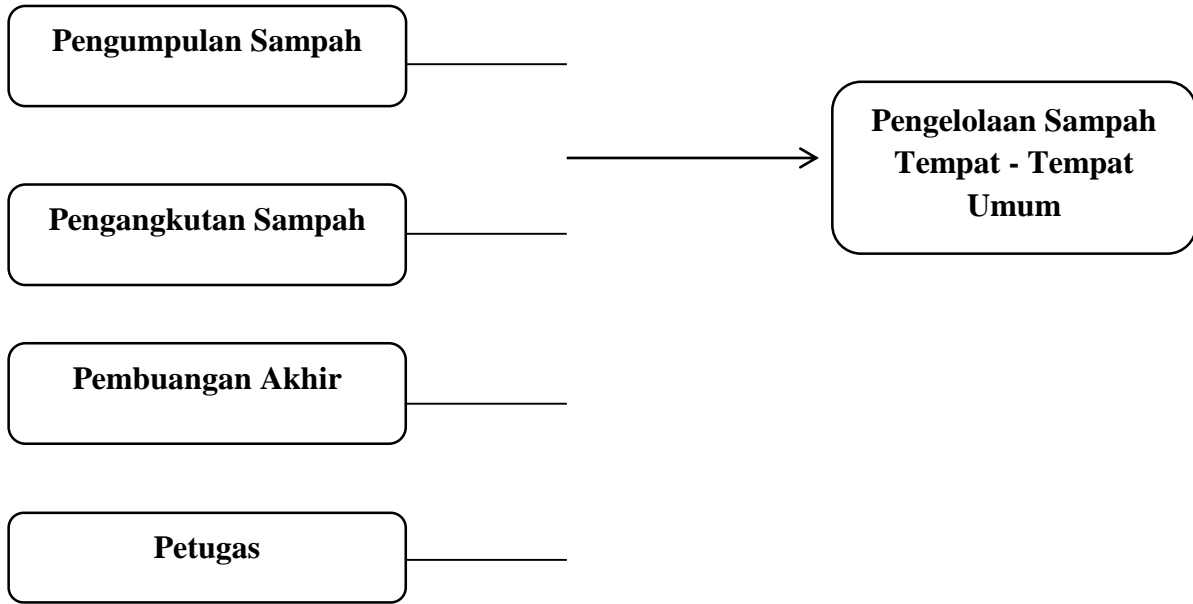 Pengumpulan Sampah
Pengangkutan Sampah
Pembuangan Akhir
Petugas
Pengelolaan Sampah
Tempat - Tempat
Umum